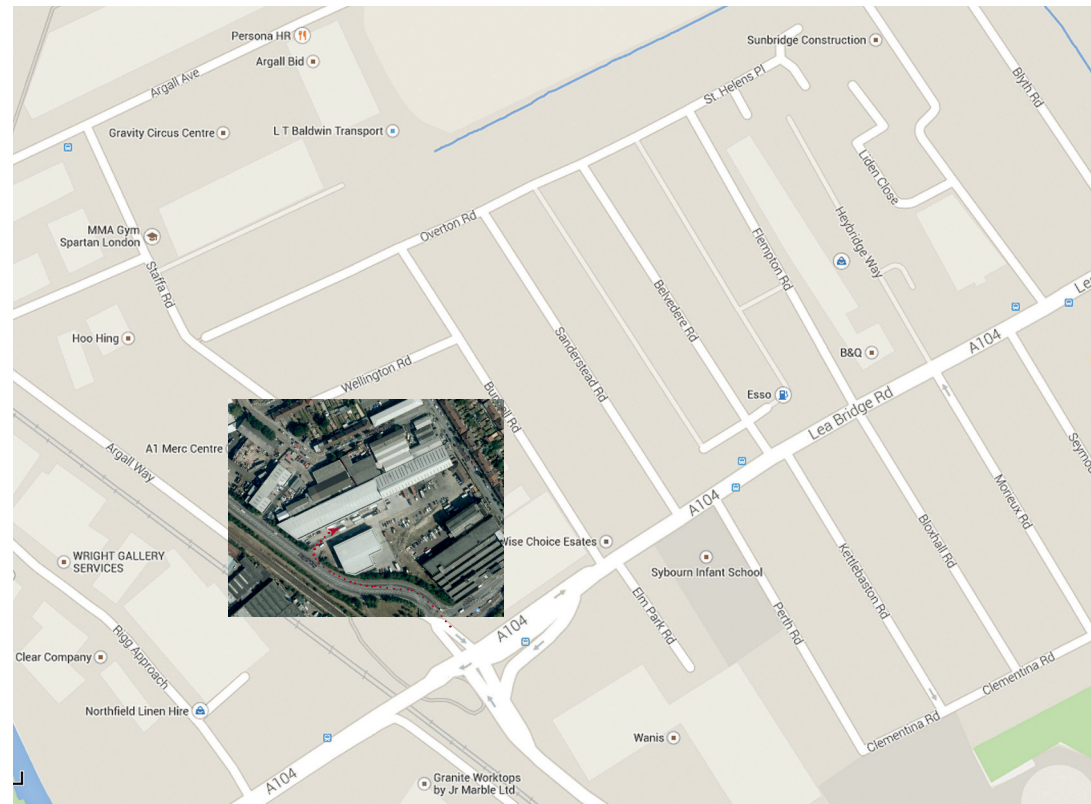 Persona HR
Argall Bid
Sunbridge Construction
Argall Ave
Blyth Rd
St. Helens Pl
Gravity Circus Centre
L T Baldwin Transport
Liden Close
MMA Gym
Spartan London
Overton Rd
Heybridge Way
Flempton Rd
Staffa Rd
Belvedere Rd
Hoo Hing
Sanderstead Rd
A104
B&Q
Wellington Rd
Esso
Lea Bridge Rd
A1 Merc Centre
Argall Way
A104
Moneux Rd
Bloxhall Rd
Wise Choice Esates
WRIGHT GALLERY
SERVICES
Sybourn Infant School
Kettlebaston Rd
Elm Park Rd
Perth Rd
A104
Rigg Approach
Clear Company
Clementina Rd
Northfield Linen Hire
Wanis
Clementina Rd
A104
Granite Worktops
by Jr Marble Ltd